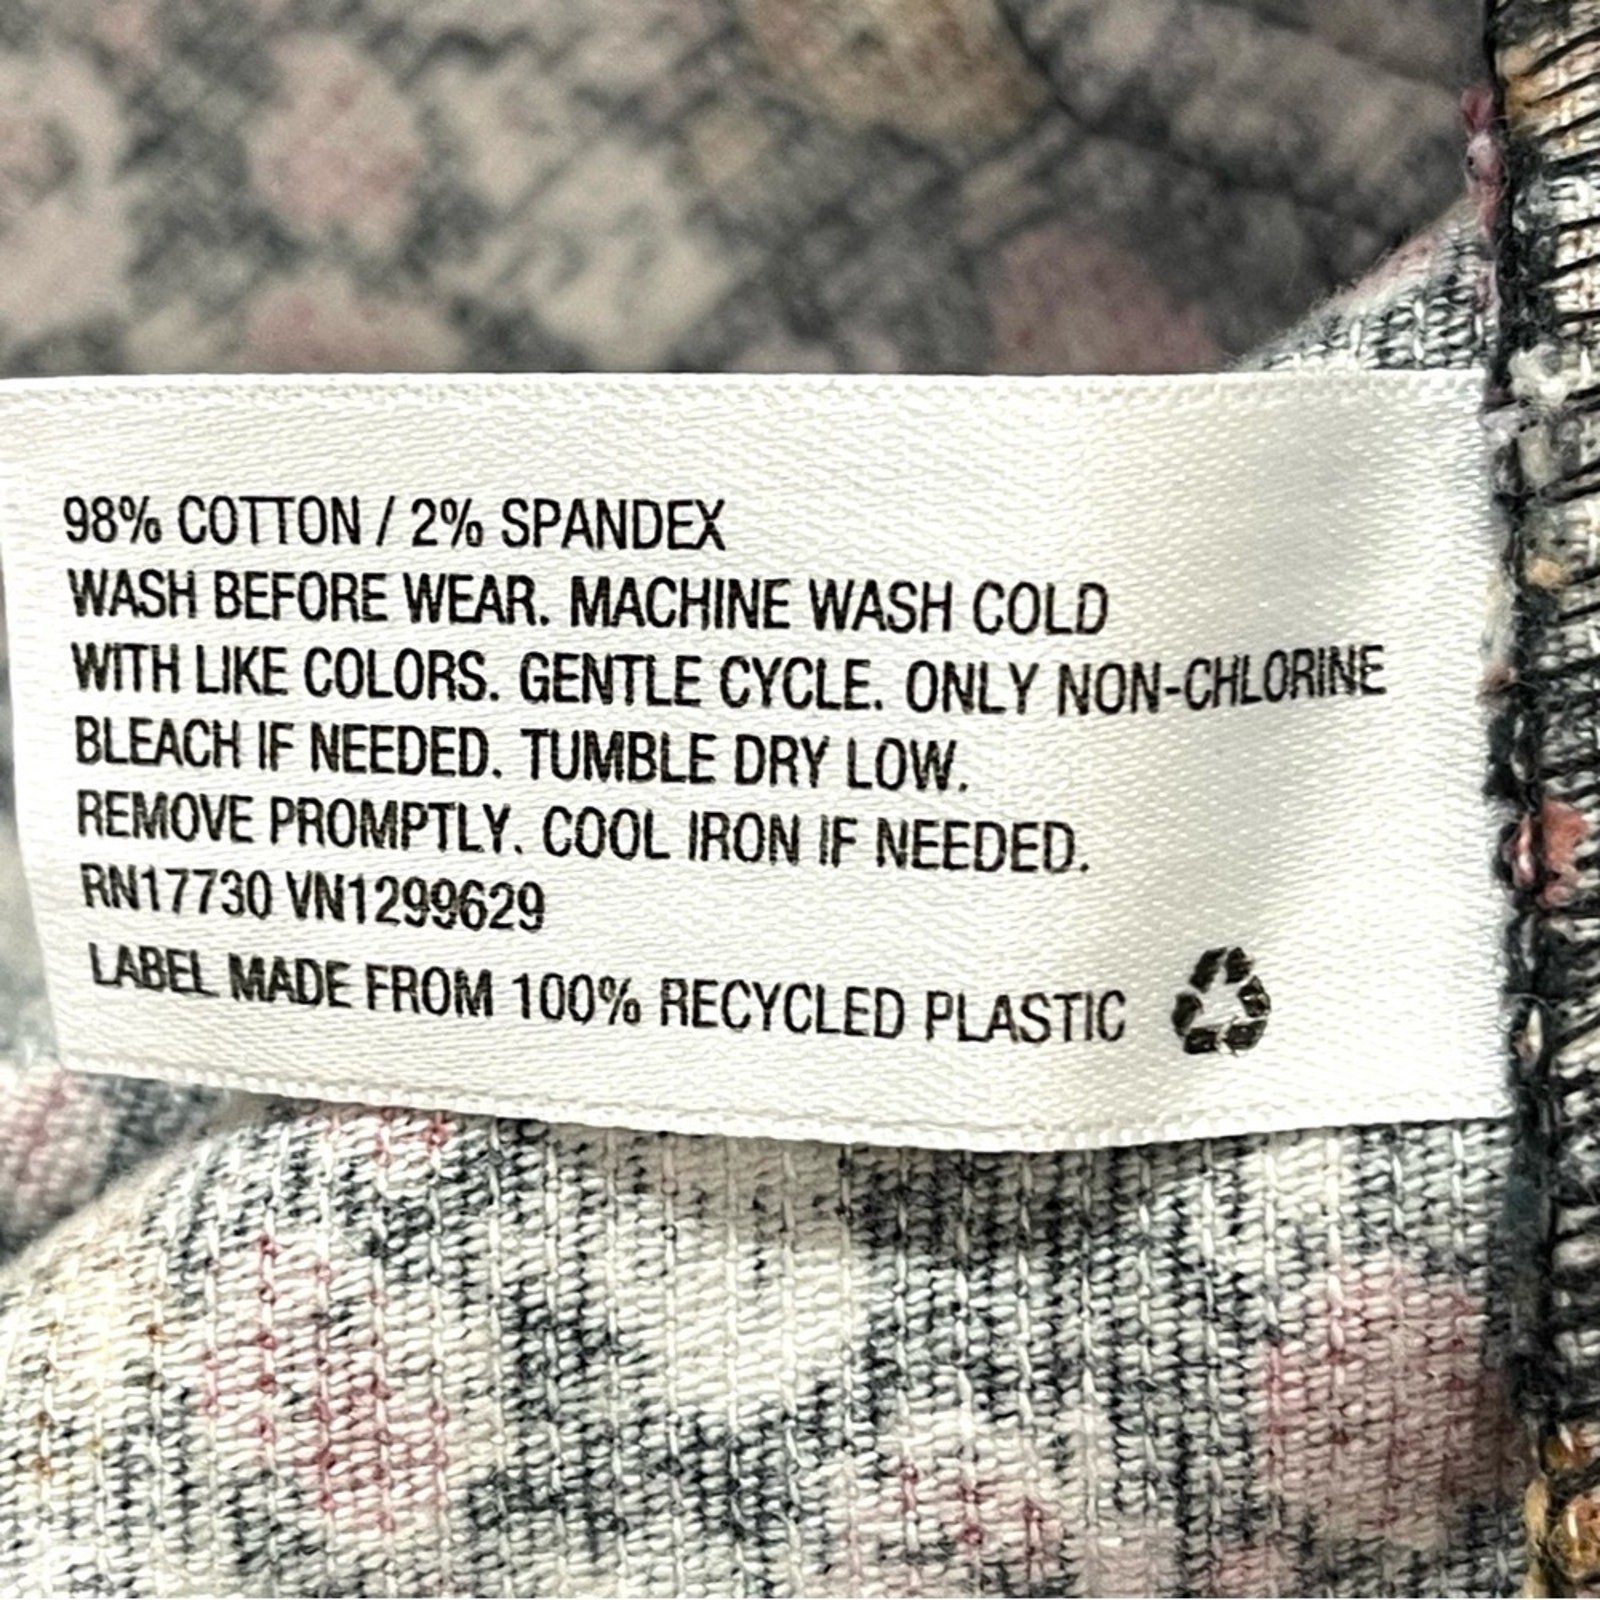 98% COTTON / 2% SPANDEX
WASH BEFORE WEAR. MACHINE WASH COLD
WITH LIKE COLORS. GENTLE CYCLE. ONLY NON-CHLORINE
BLEACH IF NEEDED. TUMBLE DRY LOW.
REMOVE PROMPTLY. COOL IRON IF NEEDED.
RN17730 VN1299629
LABEL MADE FROM 100% RECYCLED PLASTIC